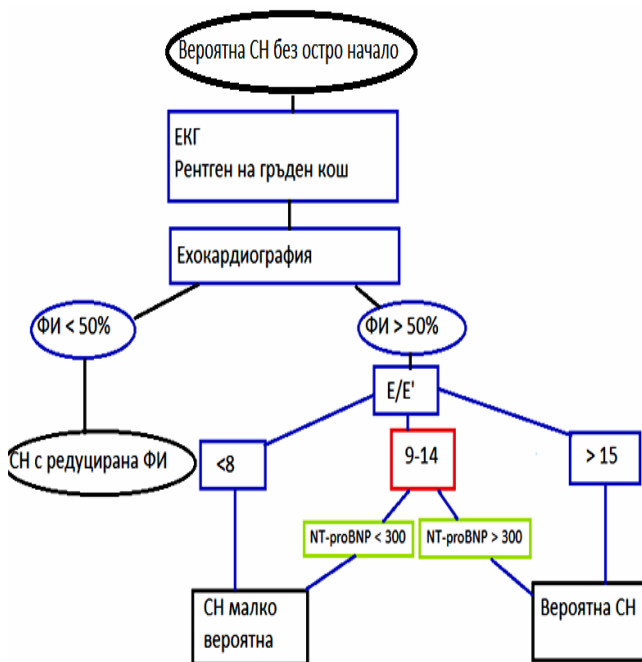 Вероятна СН без остро начало
ЕКГ
Рентген на гръден кош
Ехокардиография
ФИ < 50%
ФИ > 50%
E/E'
СН с редуцирана ФИ
<8
9-14
> 15
NT-proBNP < 300
NT-proBNP > 300
СН малко
вероятна
Вероятна СН